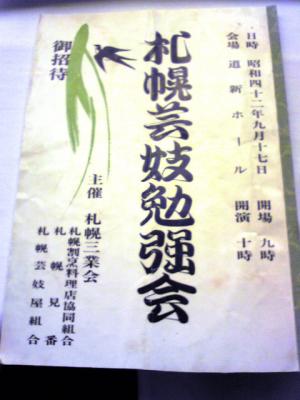 日時 昭和四十二年九月十七日 開場 九時
会場 道新ホール 開演 十時
札幌芸妓勉强会
主催 札幌三業会
札幌割烹料理店協同組合
札幌見番
札幌芸妓屋組合
御招待